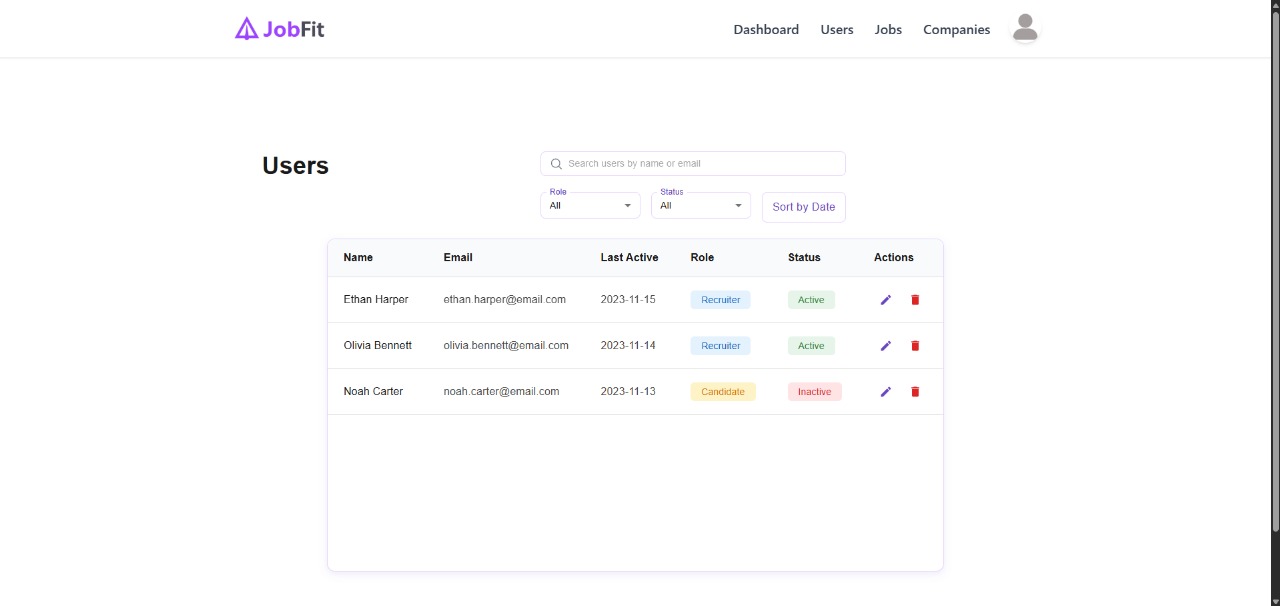 JobFit Dashboard Users Jobs Companies
Users
Search users by name or email
Role Status
All All Sort by Date
Name Email Last Active Role Status Actions
Ethan Harper ethan.harper@email.com 2023-11-15 Recruiter Active
Olivia Bennett olivia.bennett@email.com 2023-11-14 Recruiter Active
Noah Carter noah.carter@email.com 2023-11-13 Candidate Inactive